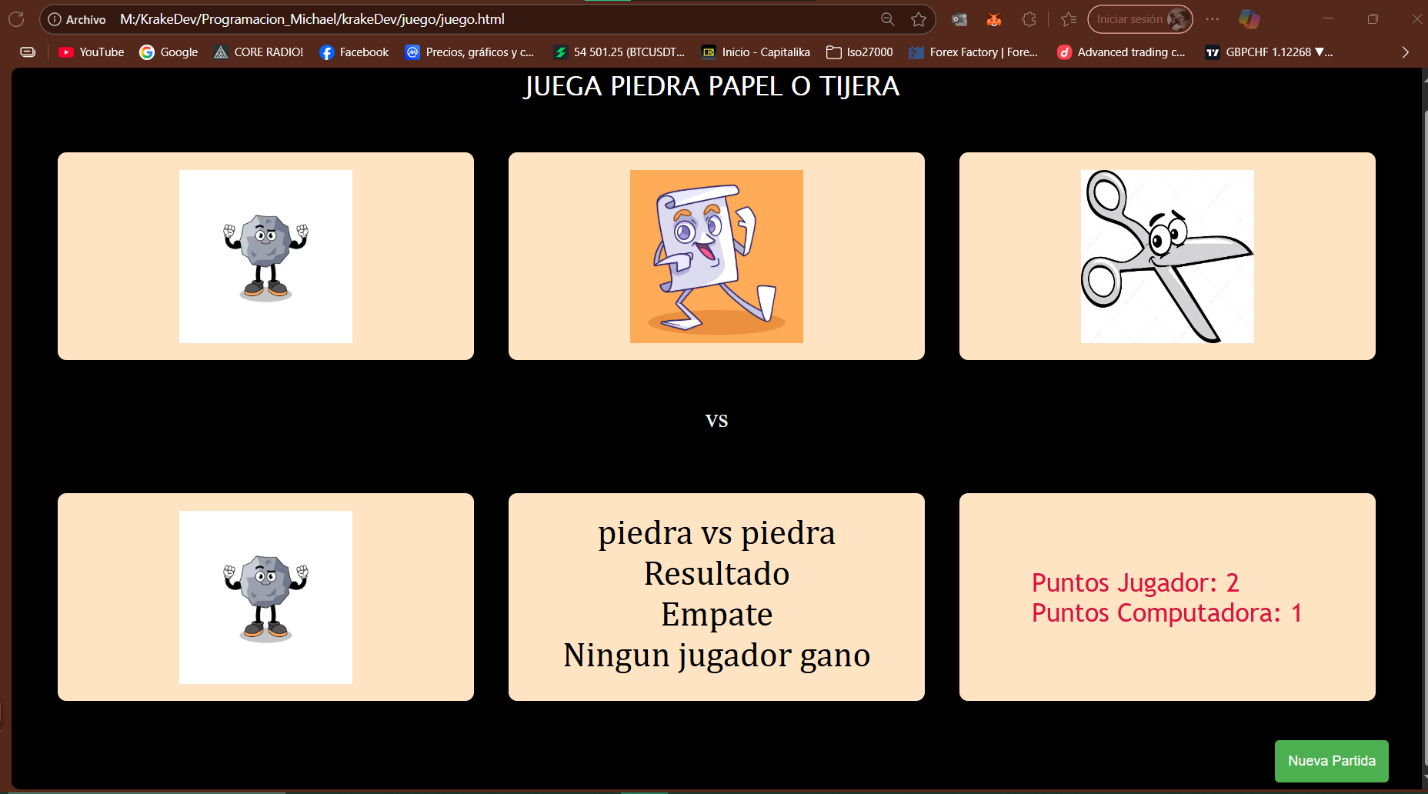 Archivo
M:/KrakeDev/Programacion_Michael/krakeDev/juego/juego.html
Iniciar sesión
YouTube
Google
CORE RADIO!
Facebook
Precios, gráficos y c...
54 501.25 (BTCUSDT...
Inicio - Capitalika
Iso27000
Forex Factory | Fore...
Advanced trading c...
GBPCHF 1.12268 ▼...
JUEGA PIEDRA PAPEL O TIJERA
vs
piedra vs piedra
Resultado
Empate
Ningun jugador gano
Puntos Jugador: 2
Puntos Computadora: 1
Nueva Partida